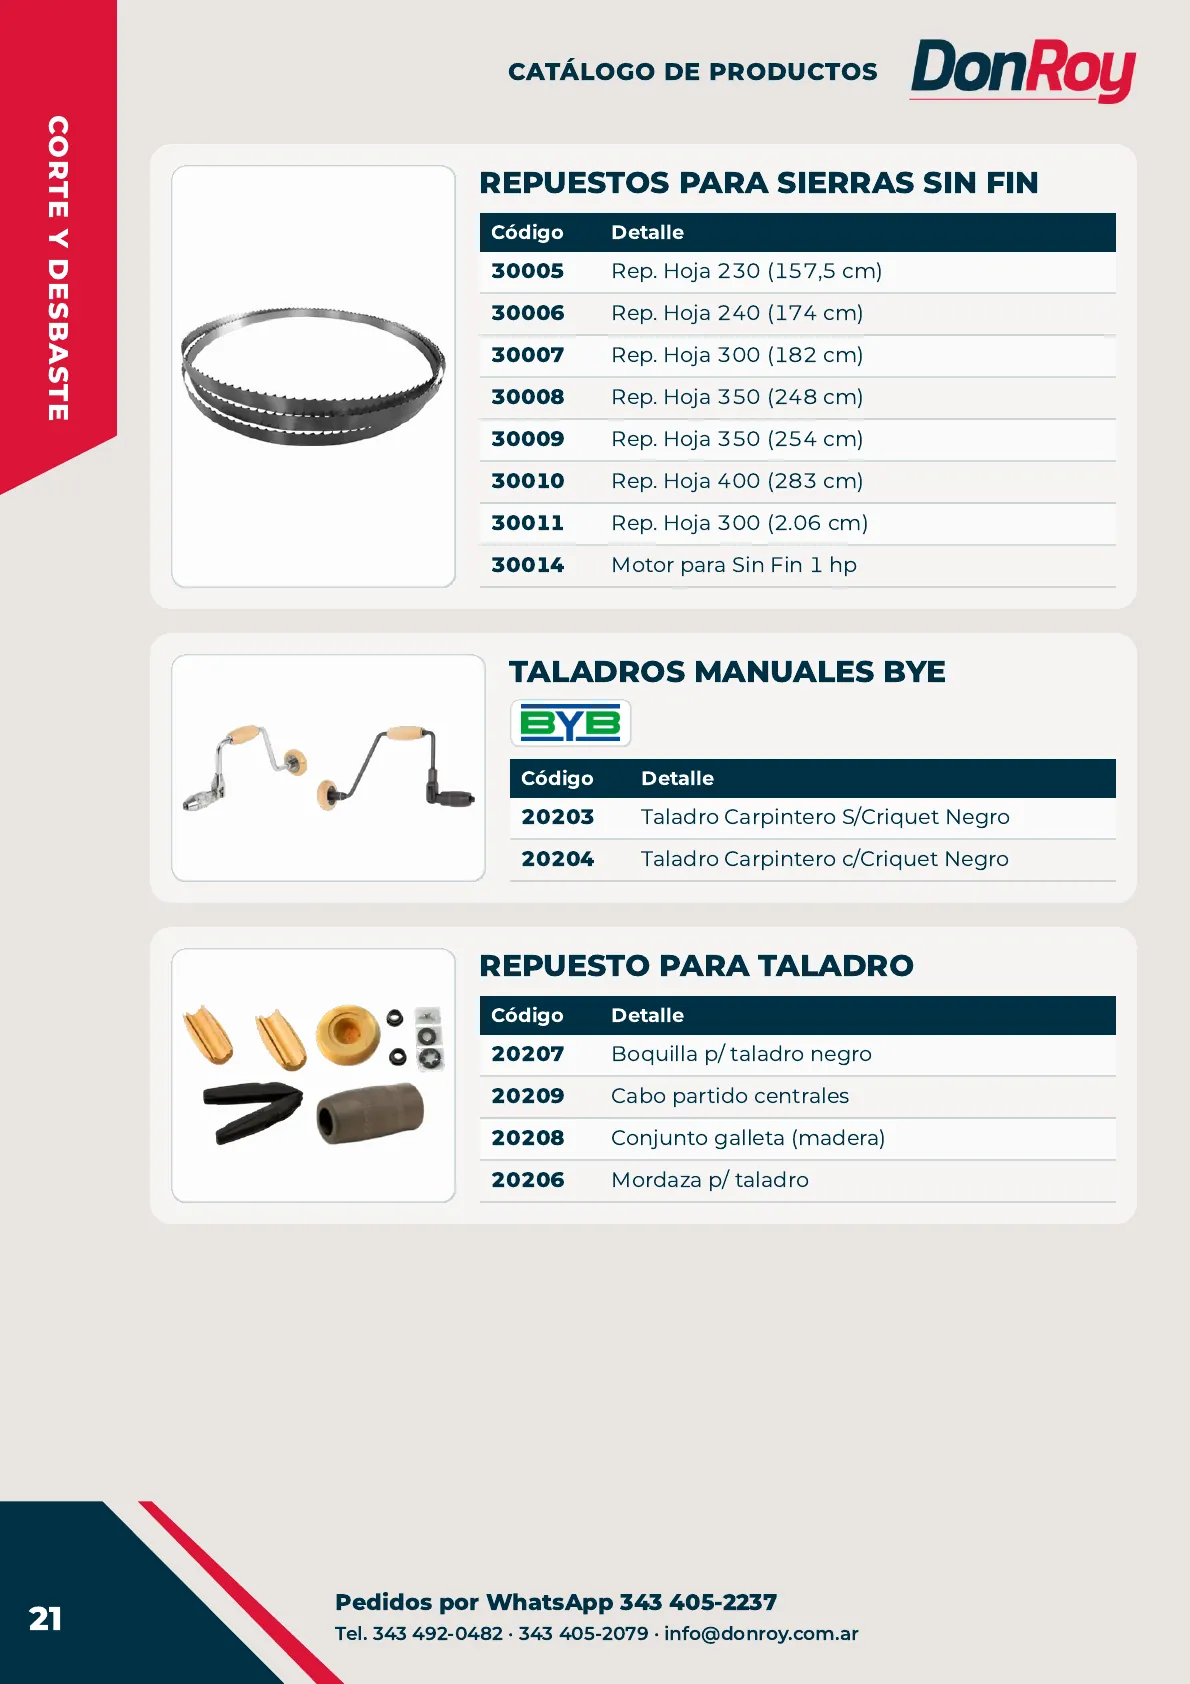 CATÁLOGO DE PRODUCTOS
DonRoy
CORTE Y DESBASTE
REPUESTOS PARA SIERRAS SIN FIN
Código Detalle
30005 Rep. Hoja 230 (157,5 cm)
30006 Rep. Hoja 240 (174 cm)
30007 Rep. Hoja 300 (182 cm)
30008 Rep. Hoja 350 (248 cm)
30009 Rep. Hoja 350 (254 cm)
30010 Rep. Hoja 400 (283 cm)
30011 Rep. Hoja 300 (2.06 cm)
30014 Motor para Sin Fin 1 hp
TALADROS MANUALES BYE
BYB
Código Detalle
20203 Taladro Carpintero S/Criquet Negro
20204 Taladro Carpintero c/Criquet Negro
REPUESTO PARA TALADRO
Código Detalle
20207 Boquilla p/ taladro negro
20209 Cabo partido centrales
20208 Conjunto galleta (madera)
20206 Mordaza p/ taladro
21
Pedidos por WhatsApp 343 405-2237
Tel. 343 492-0482 · 343 405-2079 · info@donroy.com.ar